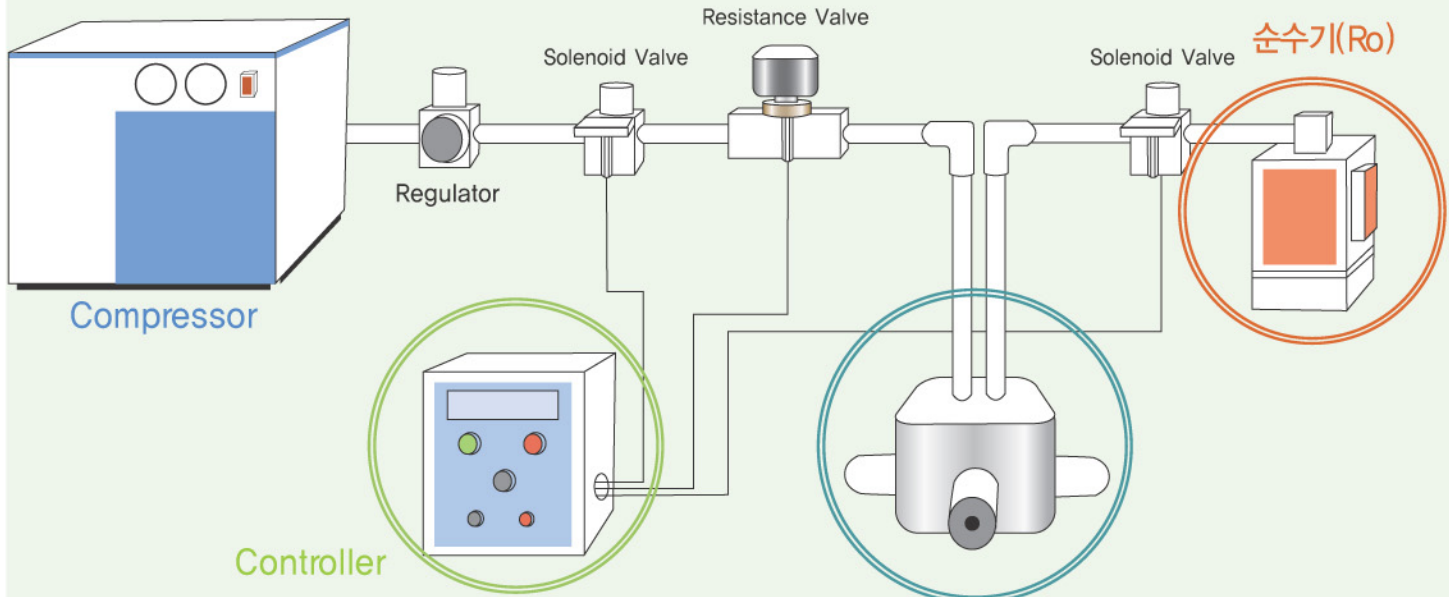 Resistance Valve
순수기(Ro)
Solenoid Valve
Solenoid Valve
Regulator
Compressor
Controller